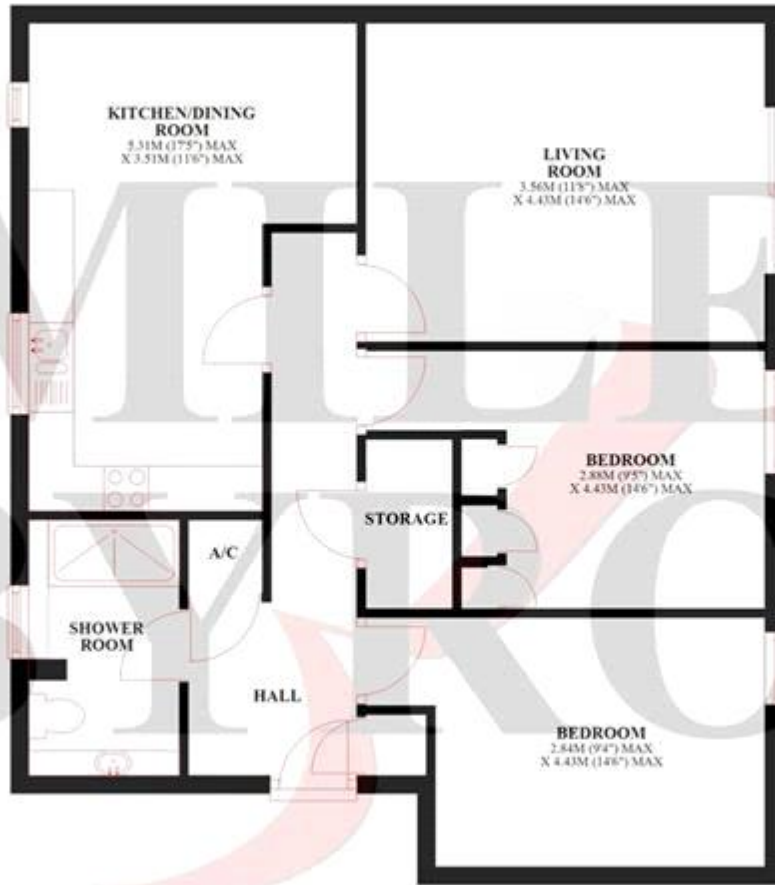 KITCHEN/DINING
ROOM
5.31M (17'5") MAX
X 3.51M (11'6") MAX
LIVING
ROOM
3.56M (11'8") MAX
X 4.43M (14'6") MAX
BEDROOM
2.88M (9'5") MAX
X 4.43M (14'6") MAX
STORAGE
A/C
SHOWER
ROOM
HALL
BEDROOM
2.84M (9'4") MAX
X 4.43M (14'6") MAX
MILE
BYRO